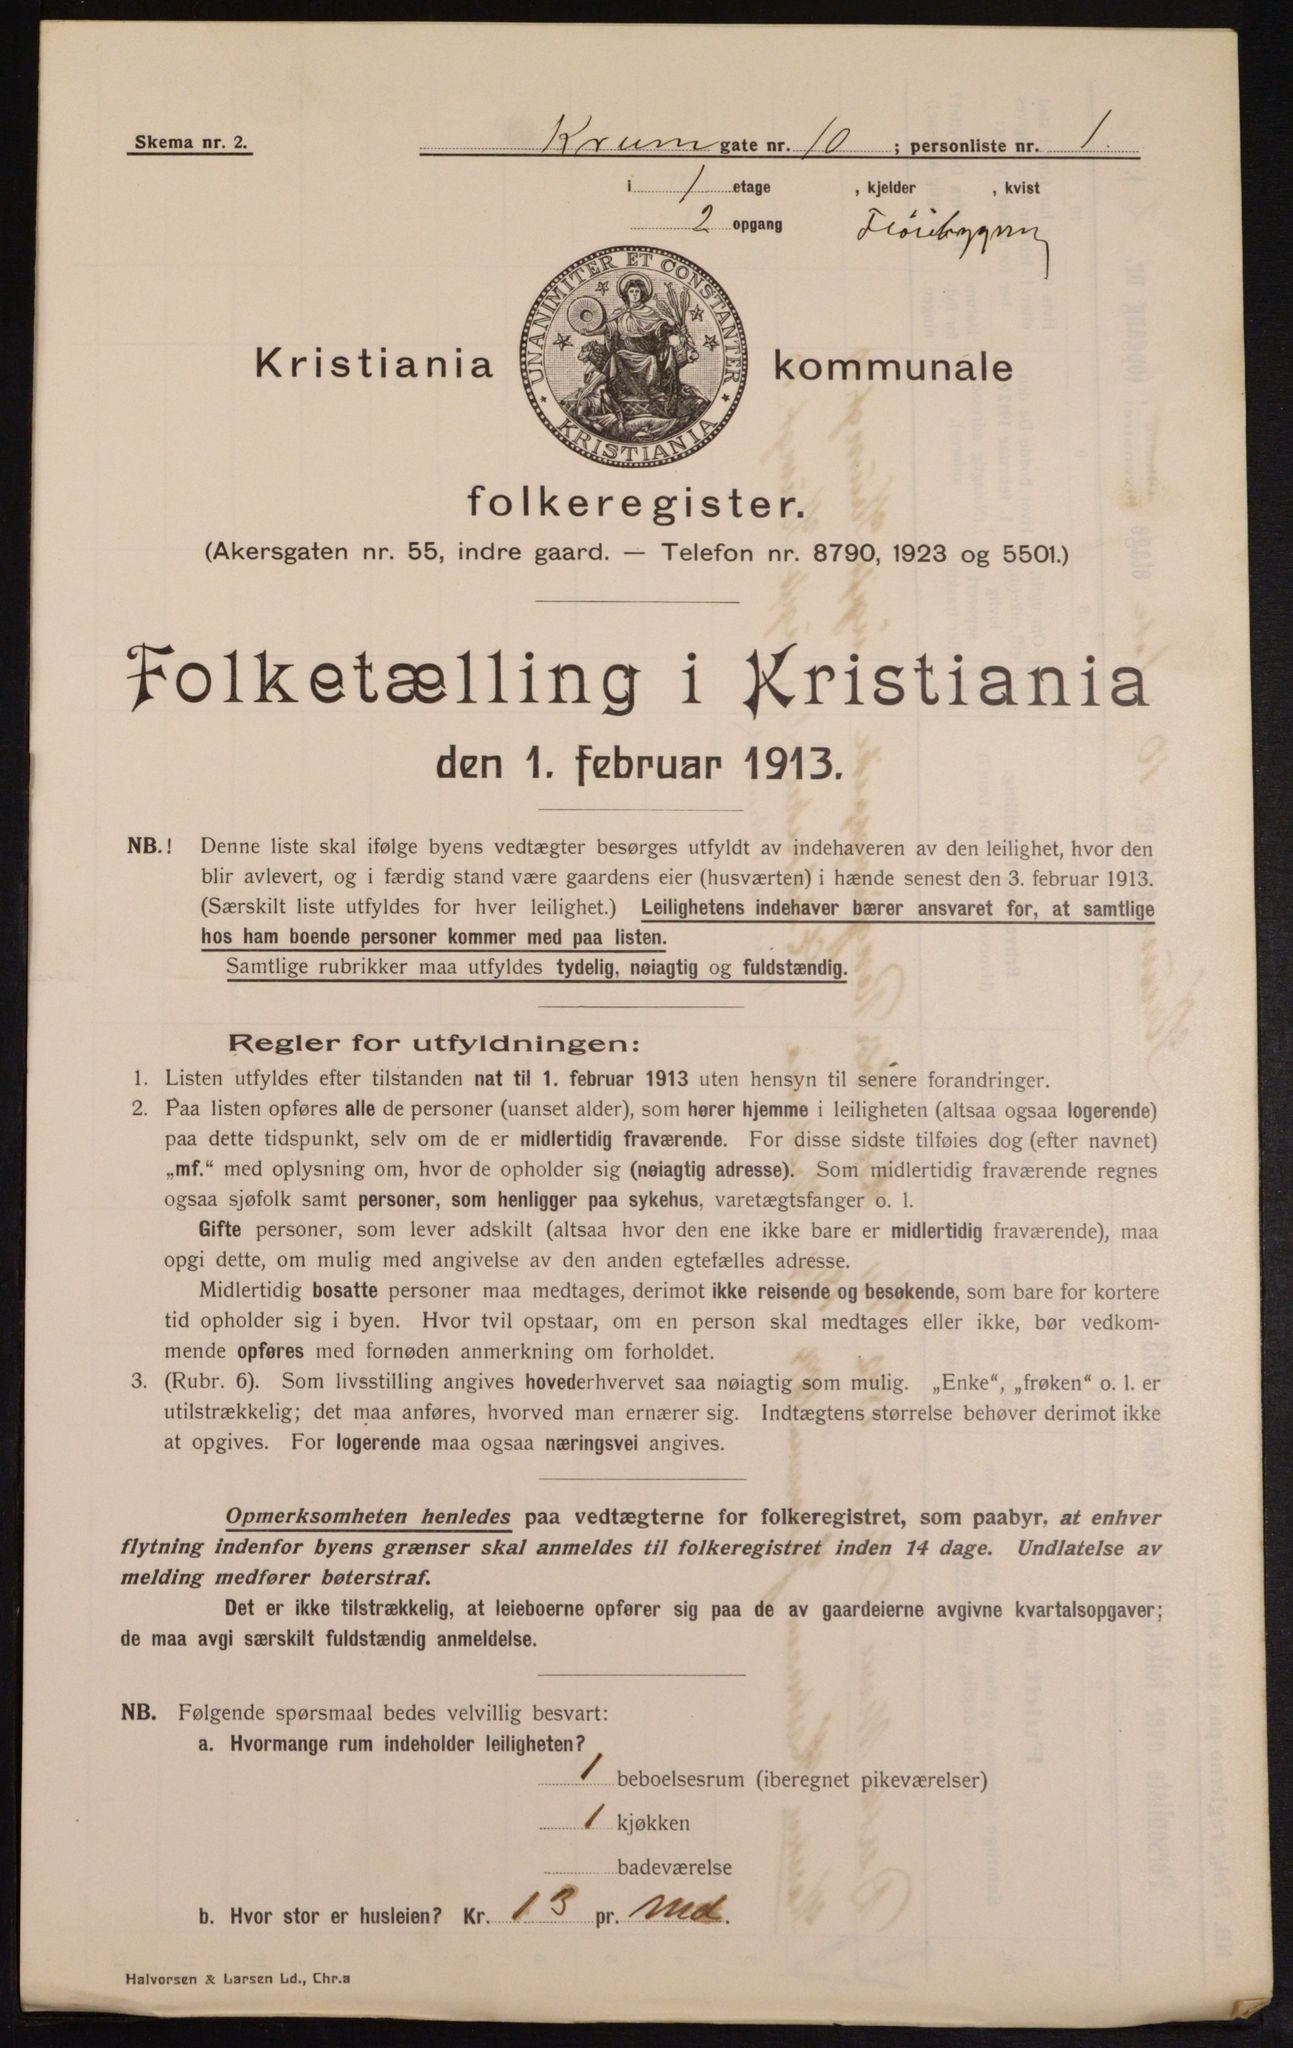 Skema nr. 2.
Krum gate nr. 10 ; personliste nr. 1.
i 1 etage , kjelder , kvist
2 opgang
UNANIMITER ET CONSTANTER
KRISTIANIA
Kristiania kommunale
folkeregister.
(Akersgaten nr. 55, indre gaard. — Telefon nr. 8790, 1923 og 5501.)
Folketælling i Kristiania
den 1. februar 1913.
NB.! Denne liste skal ifølge byens vedtægter besørges utfyldt av indehaveren av den leilighet, hvor den
blir avlevert, og i færdig stand være gaardens eier (husværten) i hænde senest den 3. februar 1913.
(Særskilt liste utfyldes for hver leilighet.) Leilighetens indehaver bærer ansvaret for, at samtlige
hos ham boende personer kommer med paa listen.
Samtlige rubrikker maa utfyldes tydelig, nøiagtig og fuldstændig.
Regler for utfyldningen:
1. Listen utfyldes efter tilstanden nat til 1. februar 1913 uten hensyn til senere forandringer.
2. Paa listen opføres alle de personer (uanset alder), som hører hjemme i leiligheten (altsaa ogsaa logerende)
paa dette tidspunkt, selv om de er midlertidig fraværende. For disse sidste tilføies dog (efter navnet)
„mf.“ med oplysning om, hvor de opholder sig (nøiagtig adresse). Som midlertidig fraværende regnes
ogsaa sjøfolk samt personer, som henligger paa sykehus, varetægtsfanger o. l.
Gifte personer, som lever adskilt (altsaa hvor den ene ikke bare er midlertidig fraværende), maa
opgi dette, om mulig med angivelse av den anden egtefælles adresse.
Midlertidig bosatte personer maa medtages, derimot ikke reisende og besøkende, som bare for kortere
tid opholder sig i byen. Hvor tvil opstaar, om en person skal medtages eller ikke, bør vedkom-
mende opføres med fornøden anmerkning om forholdet.
3. (Rubr. 6). Som livsstilling angives hovederhvervet saa nøiagtig som mulig. „Enke“, „frøken“ o. l. er
utilstrækkelig; det maa anføres, hvorved man ernærer sig. Indtægtens størrelse behøver derimot ikke
at opgives. For logerende maa ogsaa næringsvei angives.
Opmerksomheten henledes paa vedtægterne for folkeregistret, som paabyr, at enhver
flytning indenfor byens grænser skal anmeldes til folkeregistret inden 14 dage. Undlatelse av
melding medfører bøterstraf.
Det er ikke tilstrækkelig, at leieboerne opfører sig paa de av gaardeierne avgivne kvartalsopgaver;
de maa avgi særskilt fuldstændig anmeldelse.
NB. Følgende spørsmaal bedes velvillig besvart:
a. Hvormange rum indeholder leiligheten?
1 beboelsesrum (iberegnet pikeværelser)
1 kjøkken
badeværelse
b. Hvor stor er husleien? Kr. 13 pr. Md.
Halvorsen & Larsen Ld., Chr.a